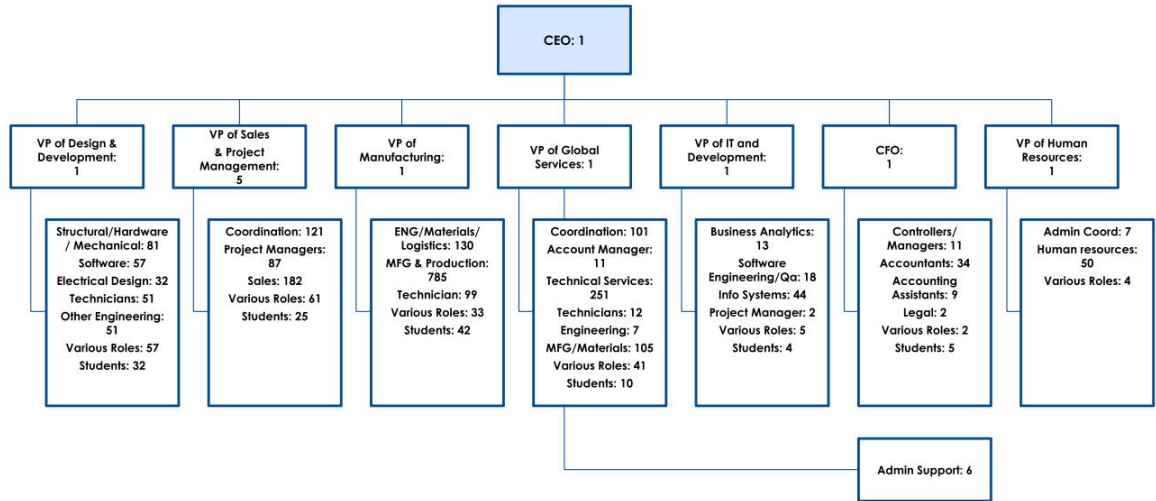 CEO: 1
VP of Design &
Development:
1
VP of Sales
& Project
Management:
5
VP of
Manufacturing:
1
VP of Global
Services: 1
VP of IT and
Development:
1
CFO:
1
VP of Human
Resources:
1
Structural/Hardware
/ Mechanical: 81
Software: 57
Electrical Design: 32
Technicians: 51
Other Engineering:
51
Various Roles: 57
Students: 32
Coordination: 121
Project Managers:
87
Sales: 182
Various Roles: 61
Students: 25
ENG/Materials/
Logistics: 130
MFG & Production:
785
Technician: 99
Various Roles: 33
Students: 42
Coordination: 101
Account Manager:
11
Technical Services:
251
Technicians: 12
Engineering: 7
MFG/Materials: 105
Various Roles: 41
Students: 10
Business Analytics:
13
Software
Engineering/Qa: 18
Info Systems: 44
Project Manager: 2
Various Roles: 5
Students: 4
Controllers/
Managers: 11
Accountants: 34
Accounting
Assistants: 9
Legal: 2
Various Roles: 2
Students: 5
Admin Coord: 7
Human resources:
50
Various Roles: 4
Admin Support: 6